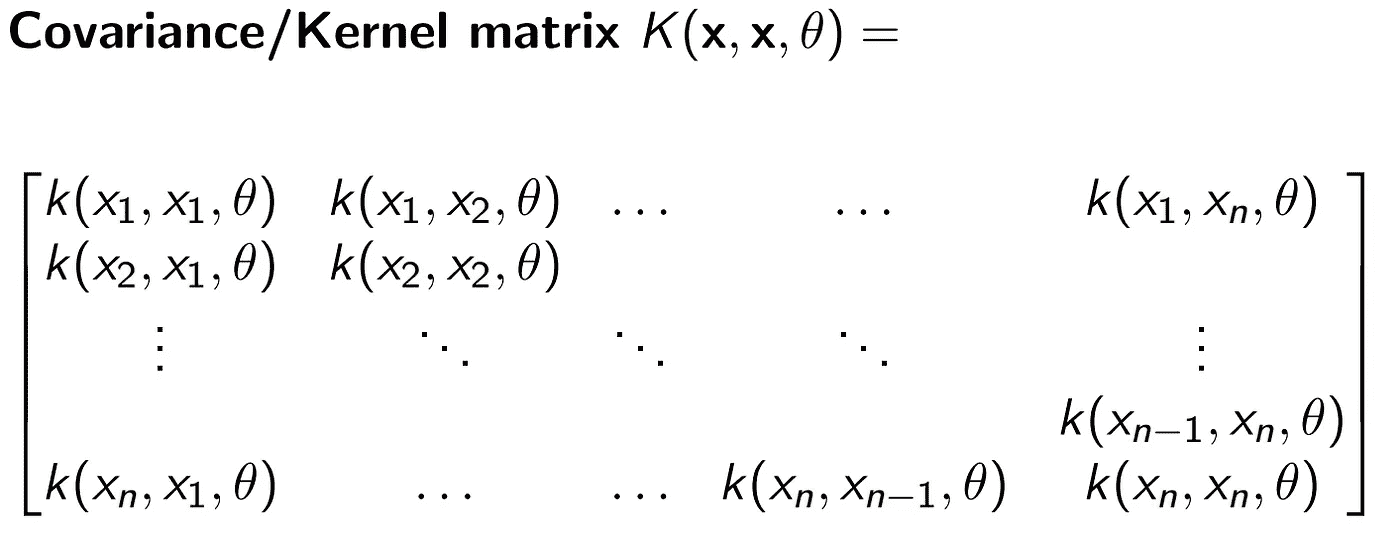 Covariance/Kernel matrix K(x, x, θ) =
k(x₁, x₁, θ) k(x₁, x₂, θ) … … k(x₁, xₙ, θ)
k(x₂, x₁, θ) k(x₂, x₂, θ)
⋮ ⋱ ⋱ ⋱ ⋮
k(xₙ₋₁, xₙ, θ)
k(xₙ, x₁, θ) … … k(xₙ, xₙ₋₁, θ) k(xₙ, xₙ, θ)